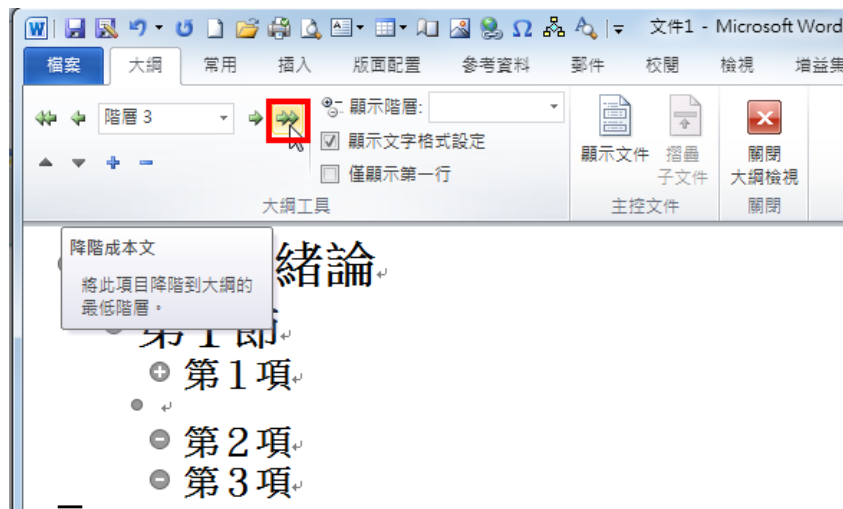 文件1 - Microsoft Word
檔案 大綱 常用 插入 版面配置 參考資料 郵件 校閱 檢視 增益集
階層 3
顯示階層:
顯示文字格式設定
僅顯示第一行
大綱工具
顯示文件
摺疊
子文件
主控文件
關閉
大綱檢視
關閉
降階成本文
將此項目降階到大綱的
最低階層。
緒論
第1節
第1項
第2項
第3項